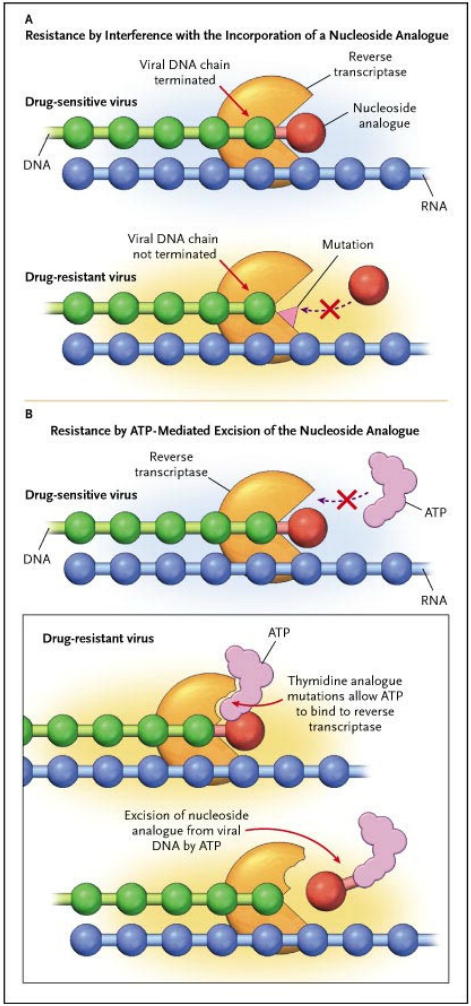 A
Resistance by Interference with the Incorporation of a Nucleoside Analogue
Viral DNA chain
terminated
Reverse
transcriptase
Drug-sensitive virus
Nucleoside
analogue
DNA
RNA
Viral DNA chain
not terminated
Mutation
Drug-resistant virus
B
Resistance by ATP-Mediated Excision of the Nucleoside Analogue
Reverse
transcriptase
Drug-sensitive virus
ATP
DNA
RNA
Drug-resistant virus
ATP
Thymidine analogue
mutations allow ATP
to bind to reverse
transcriptase
Excision of nucleoside
analogue from viral
DNA by ATP